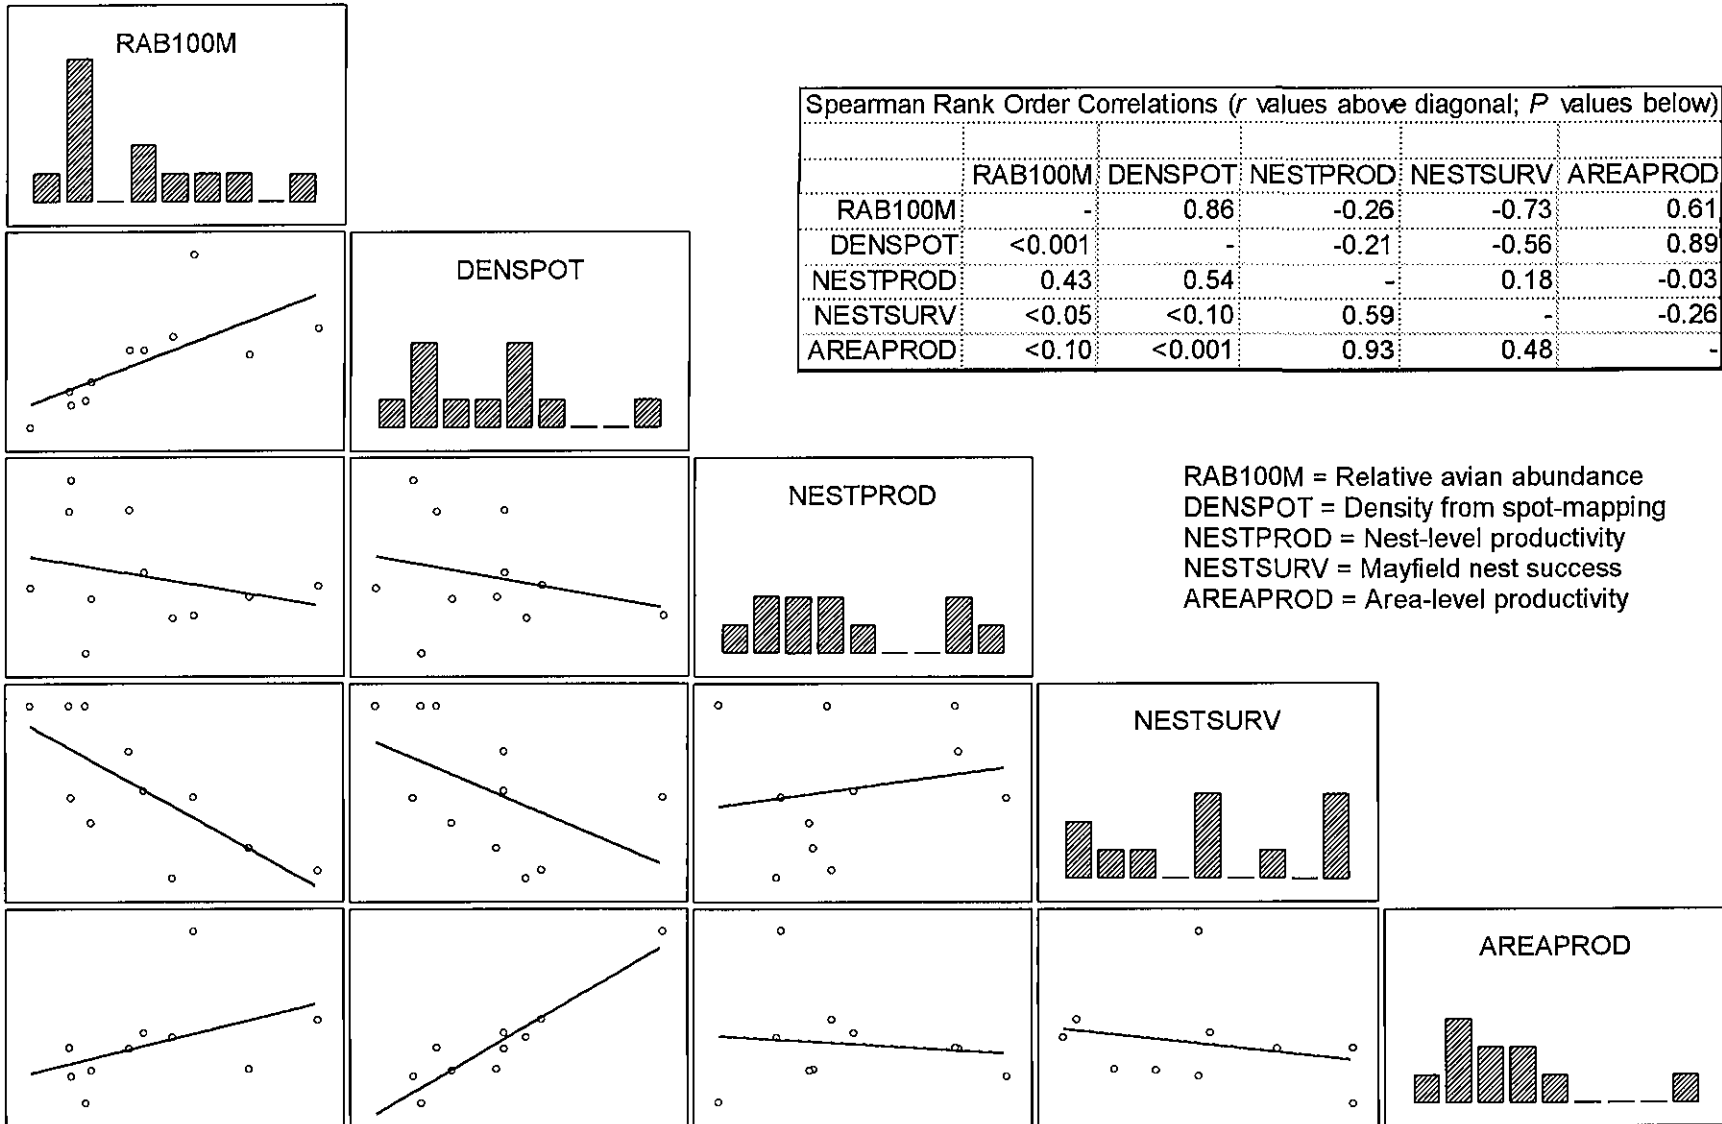 RAB100M
Spearman Rank Order Correlations (r values above diagonal; P values below)
RAB100M DENSPOT NESTPROD NESTSURV AREAPROD
RAB100M - 0.86 -0.26 -0.73 0.61
DENSPOT <0.001 - -0.21 -0.56 0.89
NESTPROD 0.43 0.54 - 0.18 -0.03
NESTSURV <0.05 <0.10 0.59 - -0.26
AREAPROD <0.10 <0.001 0.93 0.48 -
DENSPOT
NESTPROD
RAB100M = Relative avian abundance
DENSPOT = Density from spot-mapping
NESTPROD = Nest-level productivity
NESTSURV = Mayfield nest success
AREAPROD = Area-level productivity
NESTSURV
AREAPROD